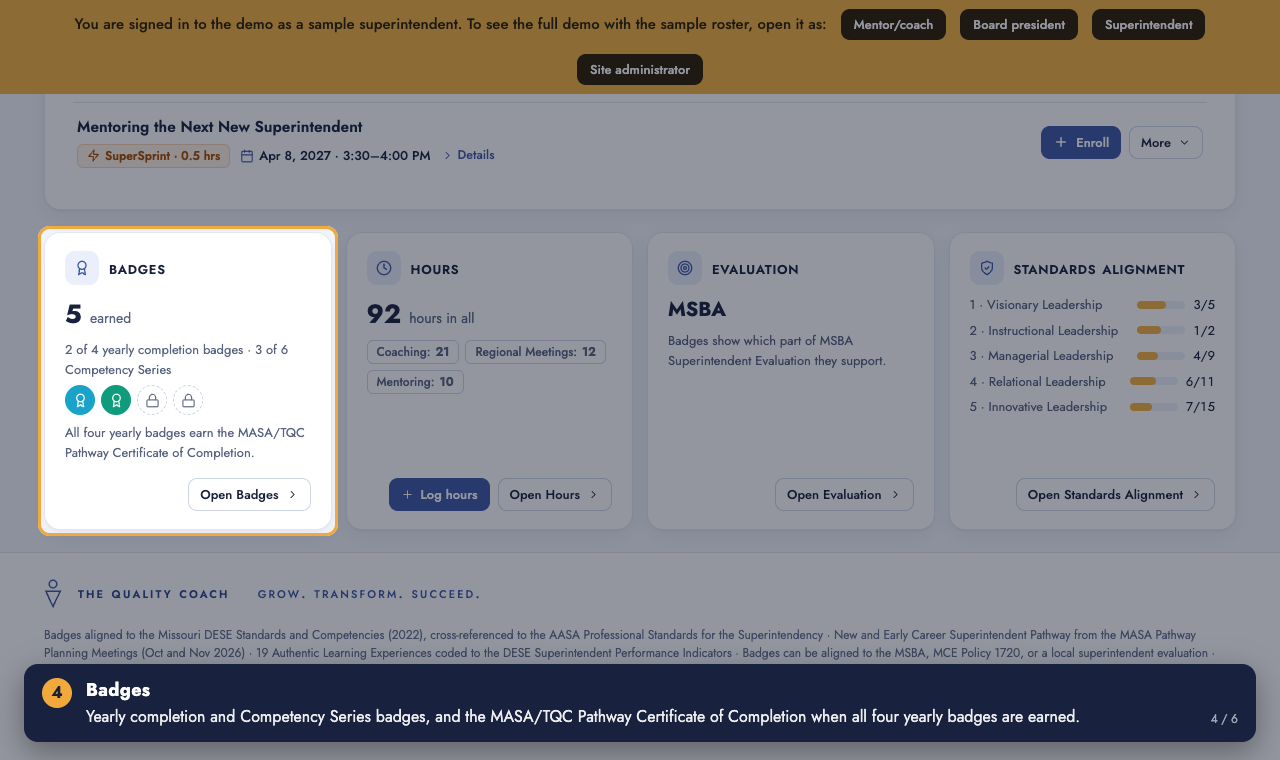 You are signed in to the demo as a sample superintendent. To see the full demo with the sample roster, open it as: Mentor/coach Board president Superintendent
Site administrator
Mentoring the Next New Superintendent
SuperSprint · 0.5 hrs Apr 8, 2027 · 3:30–4:00 PM Details
Enroll More
BADGES
5 earned
2 of 4 yearly completion badges · 3 of 6
Competency Series
All four yearly badges earn the MASA/TQC
Pathway Certificate of Completion.
Open Badges
HOURS
92 hours in all
Coaching: 21 Regional Meetings: 12
Mentoring: 10
Log hours Open Hours
EVALUATION
MSBA
Badges show which part of MSBA
Superintendent Evaluation they support.
Open Evaluation
STANDARDS ALIGNMENT
1 · Visionary Leadership 3/5
2 · Instructional Leadership 1/2
3 · Managerial Leadership 4/9
4 · Relational Leadership 6/11
5 · Innovative Leadership 7/15
Open Standards Alignment
THE QUALITY COACH GROW. TRANSFORM. SUCCEED.
Badges aligned to the Missouri DESE Standards and Competencies (2022), cross-referenced to the AASA Professional Standards for the Superintendency · New and Early Career Superintendent Pathway from the MASA Pathway
Planning Meetings (Oct and Nov 2026) · 19 Authentic Learning Experiences coded to the DESE Superintendent Performance Indicators · Badges can be aligned to the MSBA, MCE Policy 1720, or a local superintendent evaluation ·
4 Badges
Yearly completion and Competency Series badges, and the MASA/TQC Pathway Certificate of Completion when all four yearly badges are earned.
4 / 6